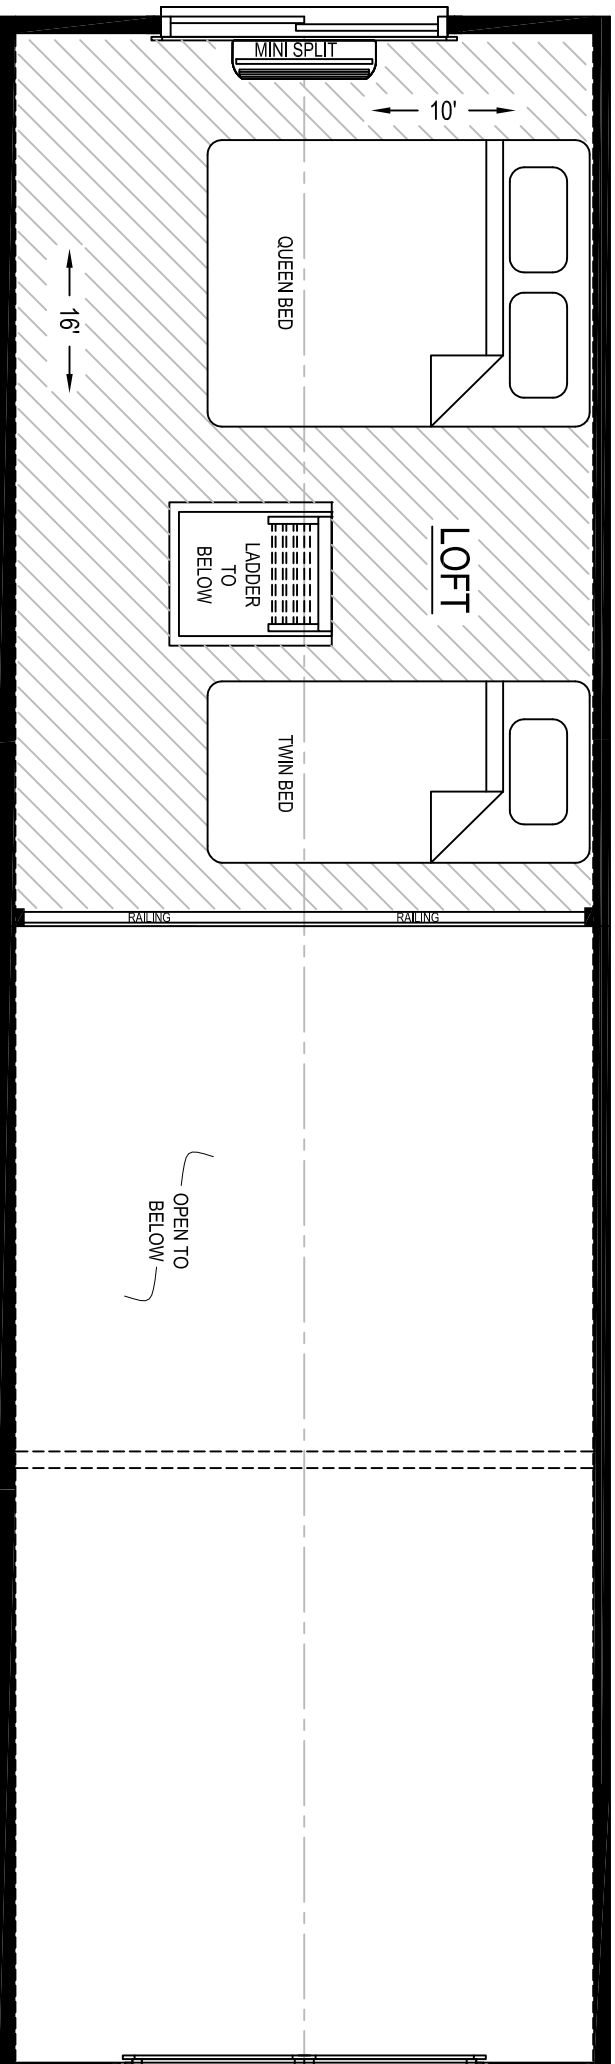 MINI SPLIT
10'
QUEEN BED
16'
LOFT
LADDER
TO
BELOW
TWIN BED
RAILING
RAILING
OPEN TO
BELOW